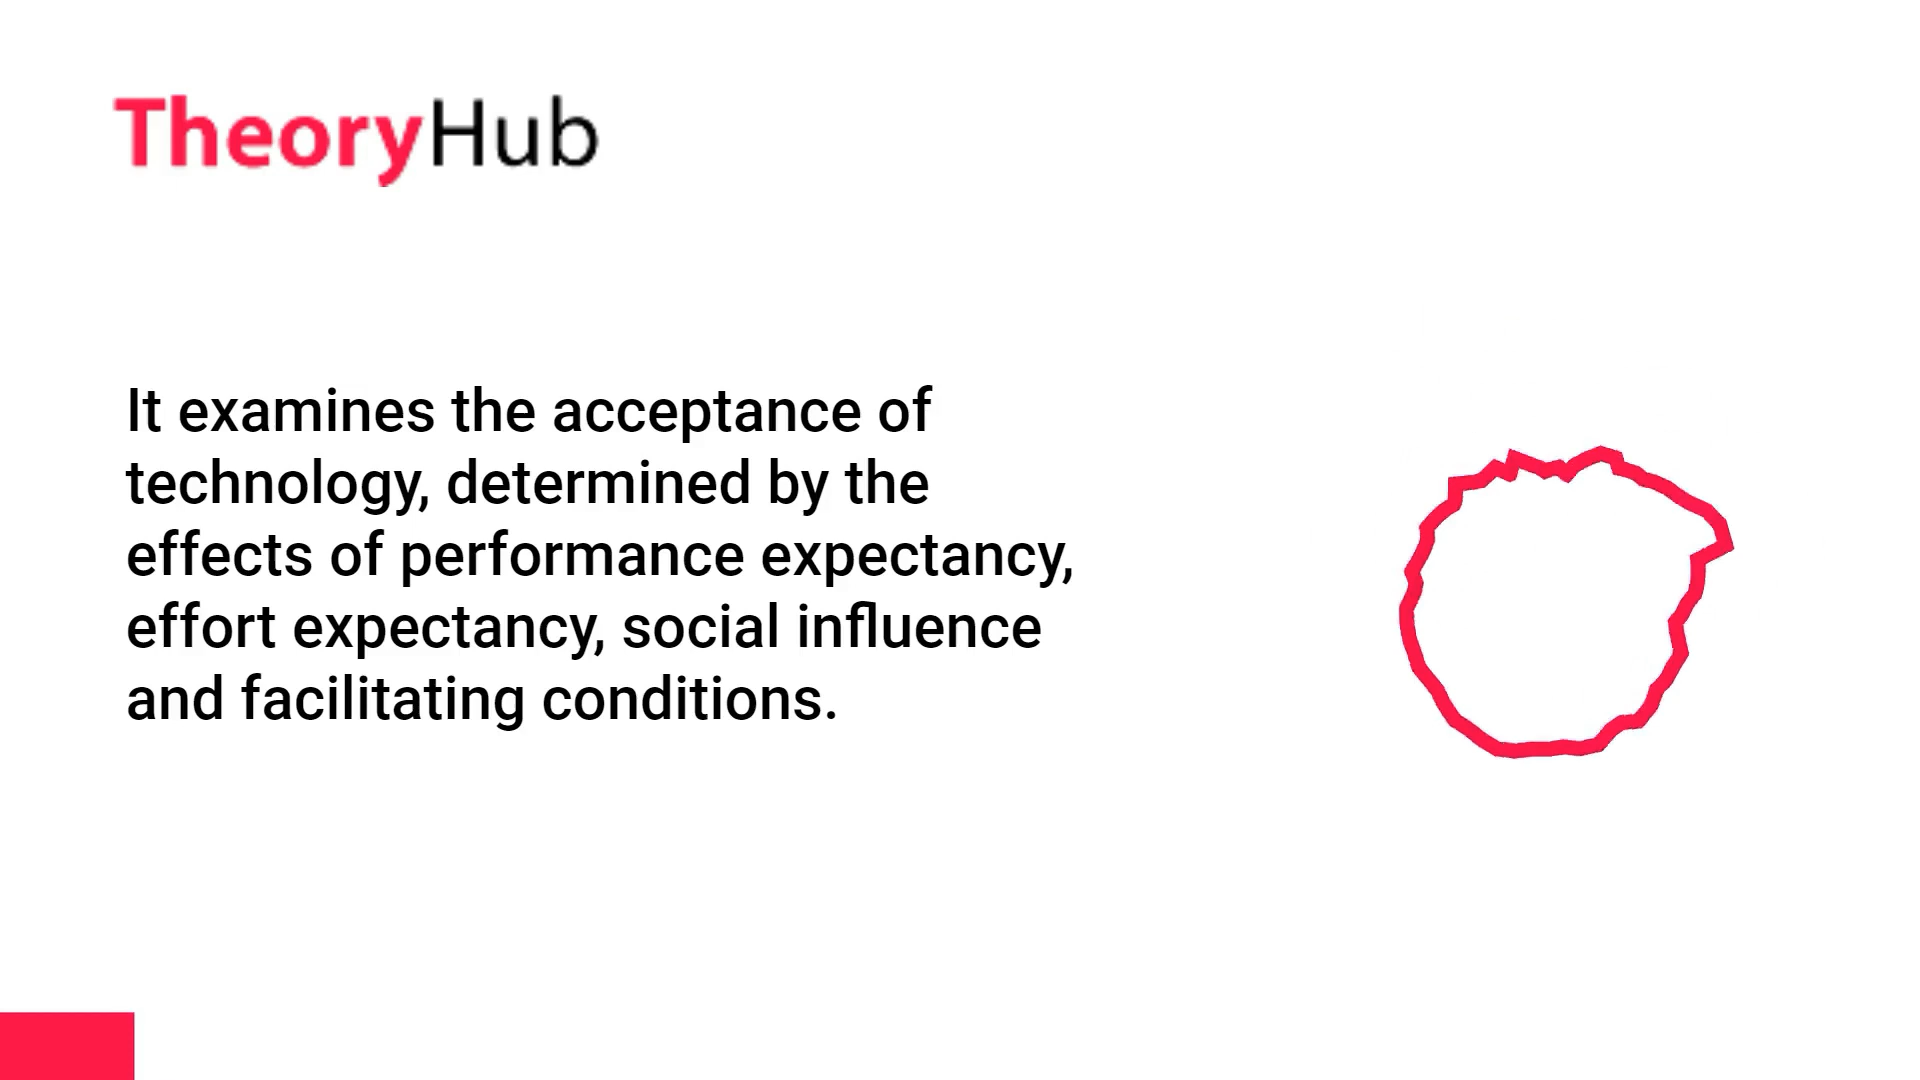 TheoryHub
It examines the acceptance of
technology, determined by the
effects of performance expectancy,
effort expectancy, social influence
and facilitating conditions.